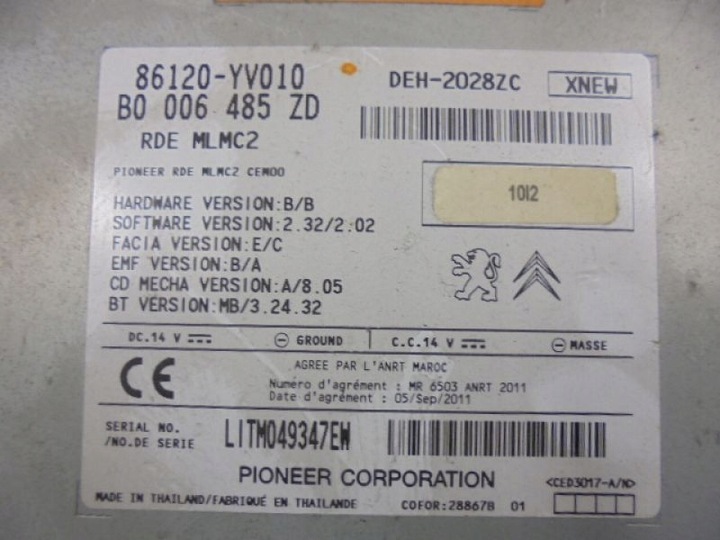 86120-YV010
B0 006 485 ZD
DEH-2028ZC
XNEW
RDE MLMC2
PIONEER RDE MLMC2 CEM00
10I2
HARDWARE VERSION:B/B
SOFTWARE VERSION:2.32/2.02
FACIA VERSION:E/C
EMF VERSION:B/A
CD MECHA VERSION:A/8.05
BT VERSION:MB/3.24.32
DC.14 V GROUND C.C.14 V MASSE
CE
AGREE PAR L'ANRT MAROC
Numéro d'agrément : MR 6503 ANRT 2011
Date d'agrément : 05/Sep/2011
SERIAL NO.
/NO.DE SERIE
LITM049347EW
PIONEER CORPORATION
<CED3017-A/N>
MADE IN THAILAND/FABRIQUÉ EN THAILANDE
COFOR:28867B 01